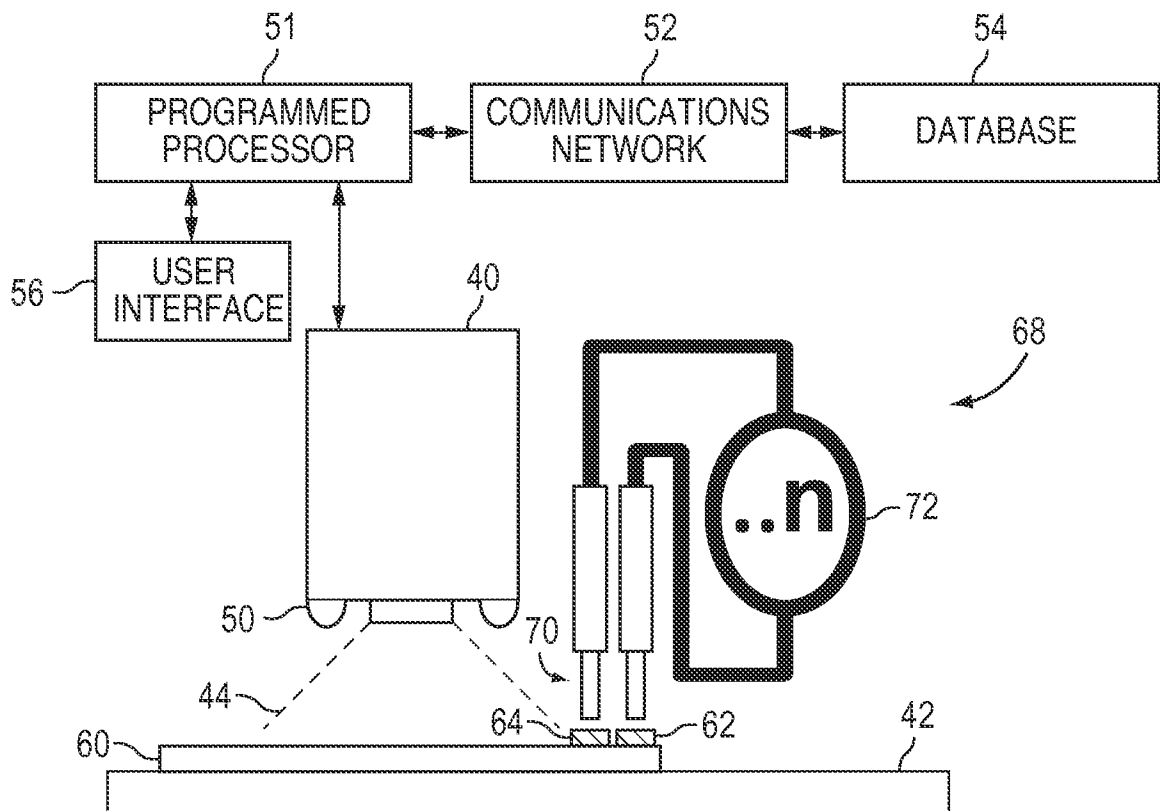 51
52
54
PROGRAMMED
PROCESSOR
COMMUNICATIONS
NETWORK
DATABASE
56
USER
INTERFACE
40
68
..n
72
50
70
44
64
62
42
60